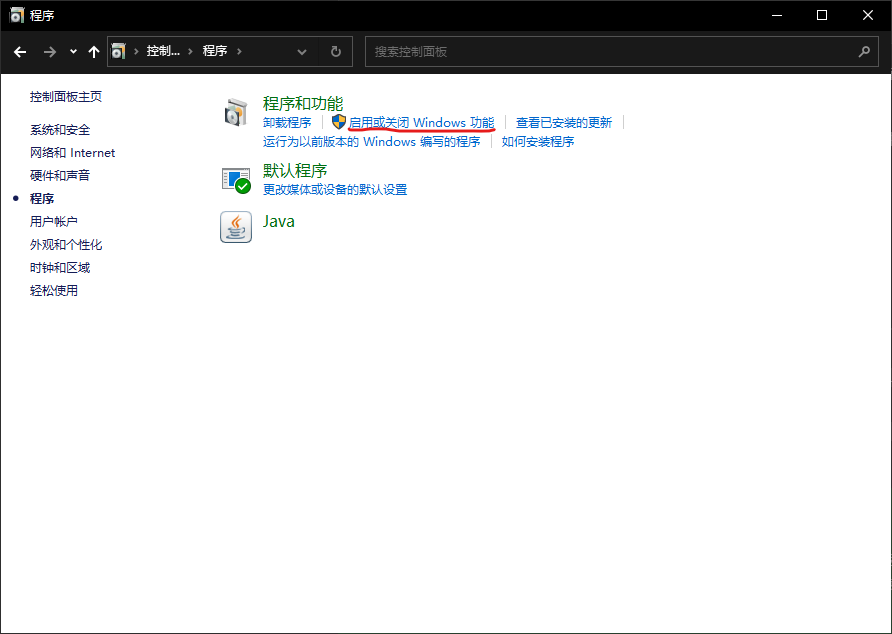 程序
控制... 程序
搜索控制面板
控制面板主页
系统和安全
网络和 Internet
硬件和声音
程序
用户帐户
外观和个性化
时钟和区域
轻松使用
程序和功能
卸载程序 启用或关闭 Windows 功能 查看已安装的更新
运行为以前版本的 Windows 编写的程序 如何安装程序
默认程序
更改媒体或设备的默认设置
Java